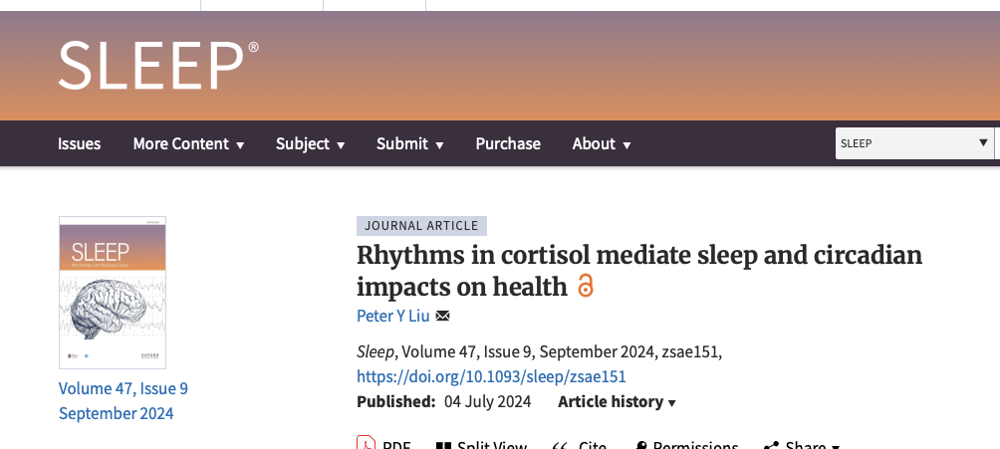 SLEEP®
Issues More Content ▼ Subject ▼ Submit ▼ Purchase About ▼ SLEEP ▼
SLEEP
OXFORD
Volume 47, Issue 9
September 2024
JOURNAL ARTICLE
Rhythms in cortisol mediate sleep and circadian
impacts on health
Peter Y Liu
Sleep, Volume 47, Issue 9, September 2024, zsae151,
https://doi.org/10.1093/sleep/zsae151
Published: 04 July 2024 Article history ▼
PDF Split View Cite Permissions Share ▼